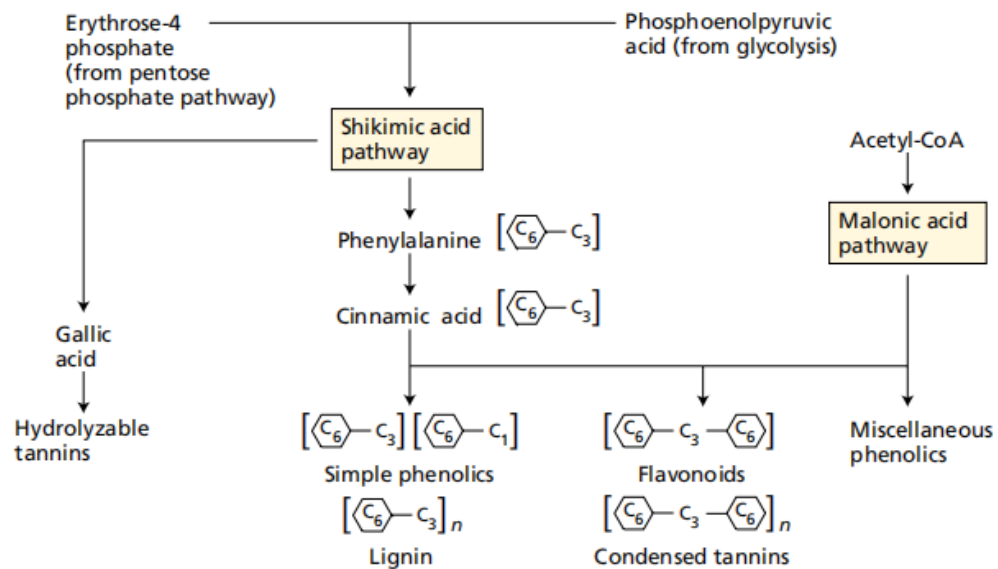 Erythrose-4
phosphate
(from pentose
phosphate pathway)
Phosphoenolpyruvic
acid (from glycolysis)
Shikimic acid
pathway
Acetyl-CoA
Malonic acid
pathway
Phenylalanine [C6—C3]
Cinnamic acid [C6—C3]
Gallic
acid
Hydrolyzable
tannins
[C6—C3] [C6—C1]
Simple phenolics
[C6—C3]n
Lignin
[C6—C3—C6]
Flavonoids
[C6—C3—C6]n
Condensed tannins
Miscellaneous
phenolics